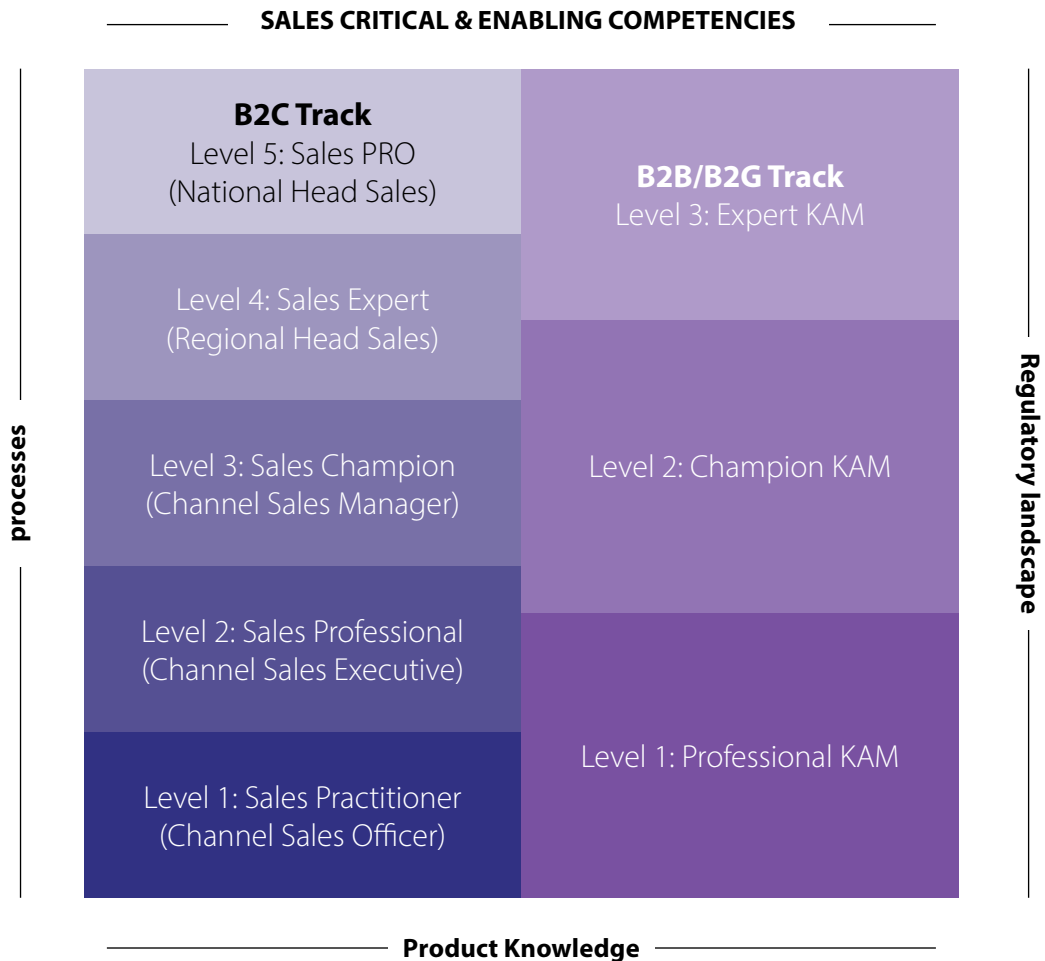 SALES CRITICAL & ENABLING COMPETENCIES
B2C Track
Level 5: Sales PRO
(National Head Sales)
Level 4: Sales Expert
(Regional Head Sales)
Level 3: Sales Champion
(Channel Sales Manager)
Level 2: Sales Professional
(Channel Sales Executive)
Level 1: Sales Practitioner
(Channel Sales Officer)
B2B/B2G Track
Level 3: Expert KAM
Level 2: Champion KAM
Level 1: Professional KAM
processes
Regulatory landscape
Product Knowledge